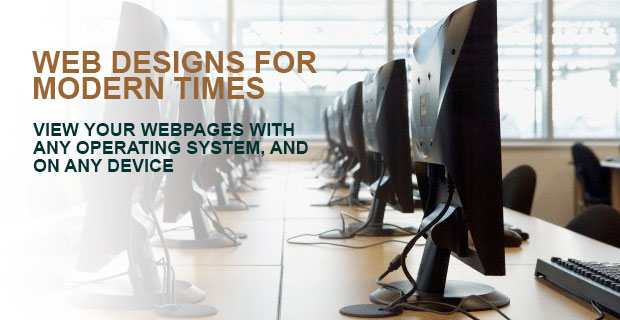 WEB DESIGNS FOR
MODERN TIMES
VIEW YOUR WEBPAGES WITH
ANY OPERATING SYSTEM, AND
ON ANY DEVICE